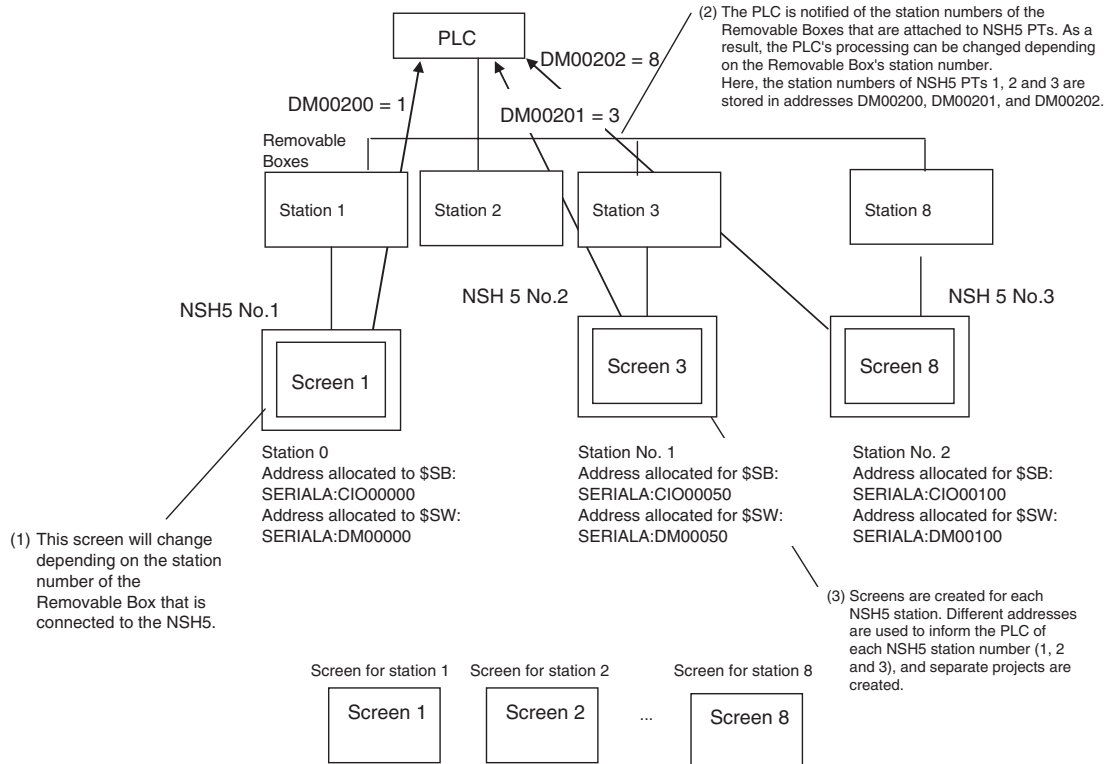 PLC
(2) The PLC is notified of the station numbers of the
Removable Boxes that are attached to NSH5 PTs. As a
result, the PLC's processing can be changed depending
on the Removable Box's station number.
Here, the station numbers of NSH5 PTs 1, 2 and 3 are
stored in addresses DM00200, DM00201, and DM00202.
DM00202 = 8
DM00200 = 1
DM00201 = 3
Removable
Boxes
Station 1
Station 2
Station 3
Station 8
NSH5 No.1
NSH 5 No.2
NSH 5 No.3
Screen 1
Screen 3
Screen 8
Station 0
Address allocated to $SB:
SERIALA:CIO00000
Address allocated to $SW:
SERIALA:DM00000
Station No. 1
Address allocated for $SB:
SERIALA:CIO00050
Address allocated for $SW:
SERIALA:DM00050
Station No. 2
Address allocated for $SB:
SERIALA:CIO00100
Address allocated for $SW:
SERIALA:DM00100
(1) This screen will change
depending on the station
number of the
Removable Box that is
connected to the NSH5.
(3) Screens are created for each
NSH5 station. Different addresses
are used to inform the PLC of
each NSH5 station number (1, 2
and 3), and separate projects are
created.
Screen for station 1
Screen for station 2
Screen for station 8
Screen 1
Screen 2
...
Screen 8